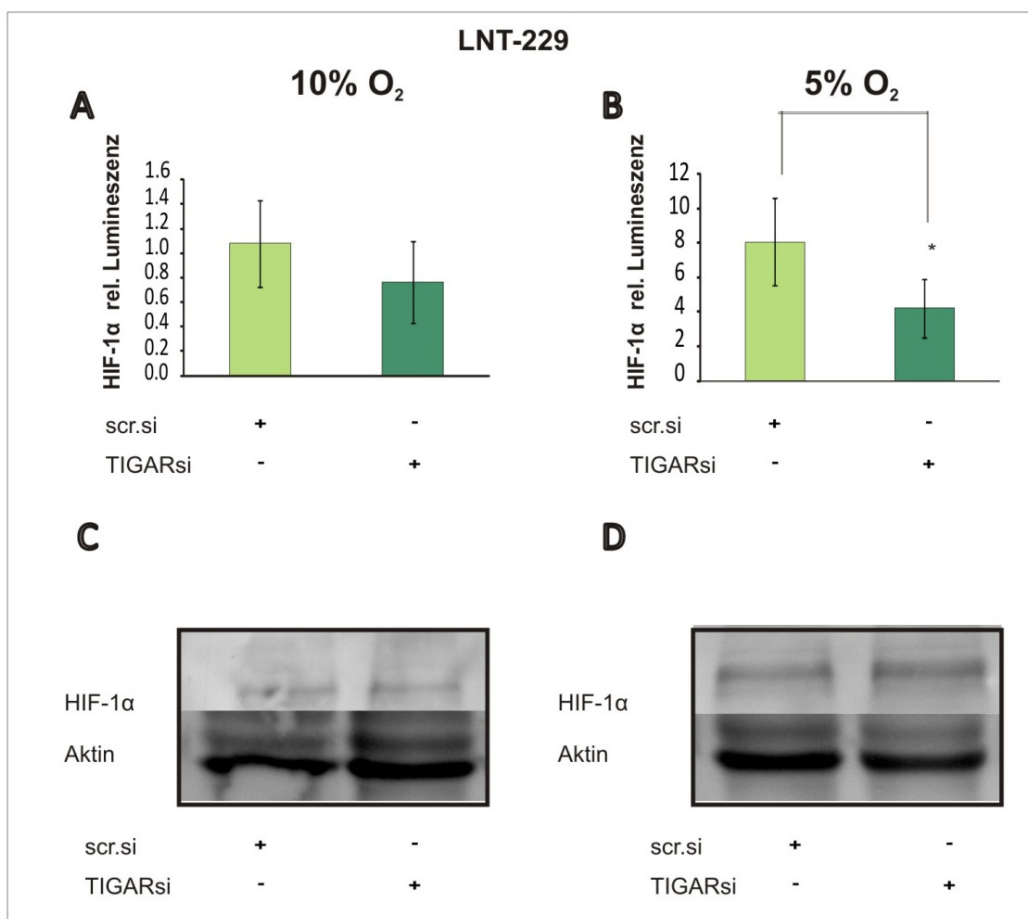 LNT-229
10% O₂
5% O₂
A
B
HIF-1α rel. Lumineszenz
1.6
1.4
1.2
1.0
0.8
0.6
0.4
0.2
0.0
HIF-1α rel. Lumineszenz
12
10
8
6
4
2
0
*
scr.si + -
TIGARsi - +
scr.si + -
TIGARsi - +
C
D
HIF-1α
Aktin
HIF-1α
Aktin
scr.si + -
TIGARsi - +
scr.si + -
TIGARsi - +